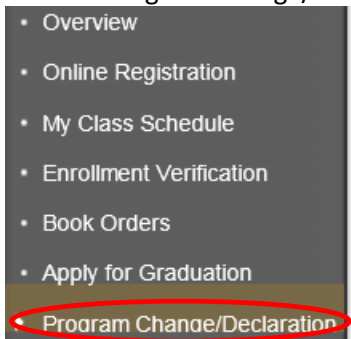 • Overview
• Online Registration
• My Class Schedule
• Enrollment Verification
• Book Orders
• Apply for Graduation
• Program Change/Declaration